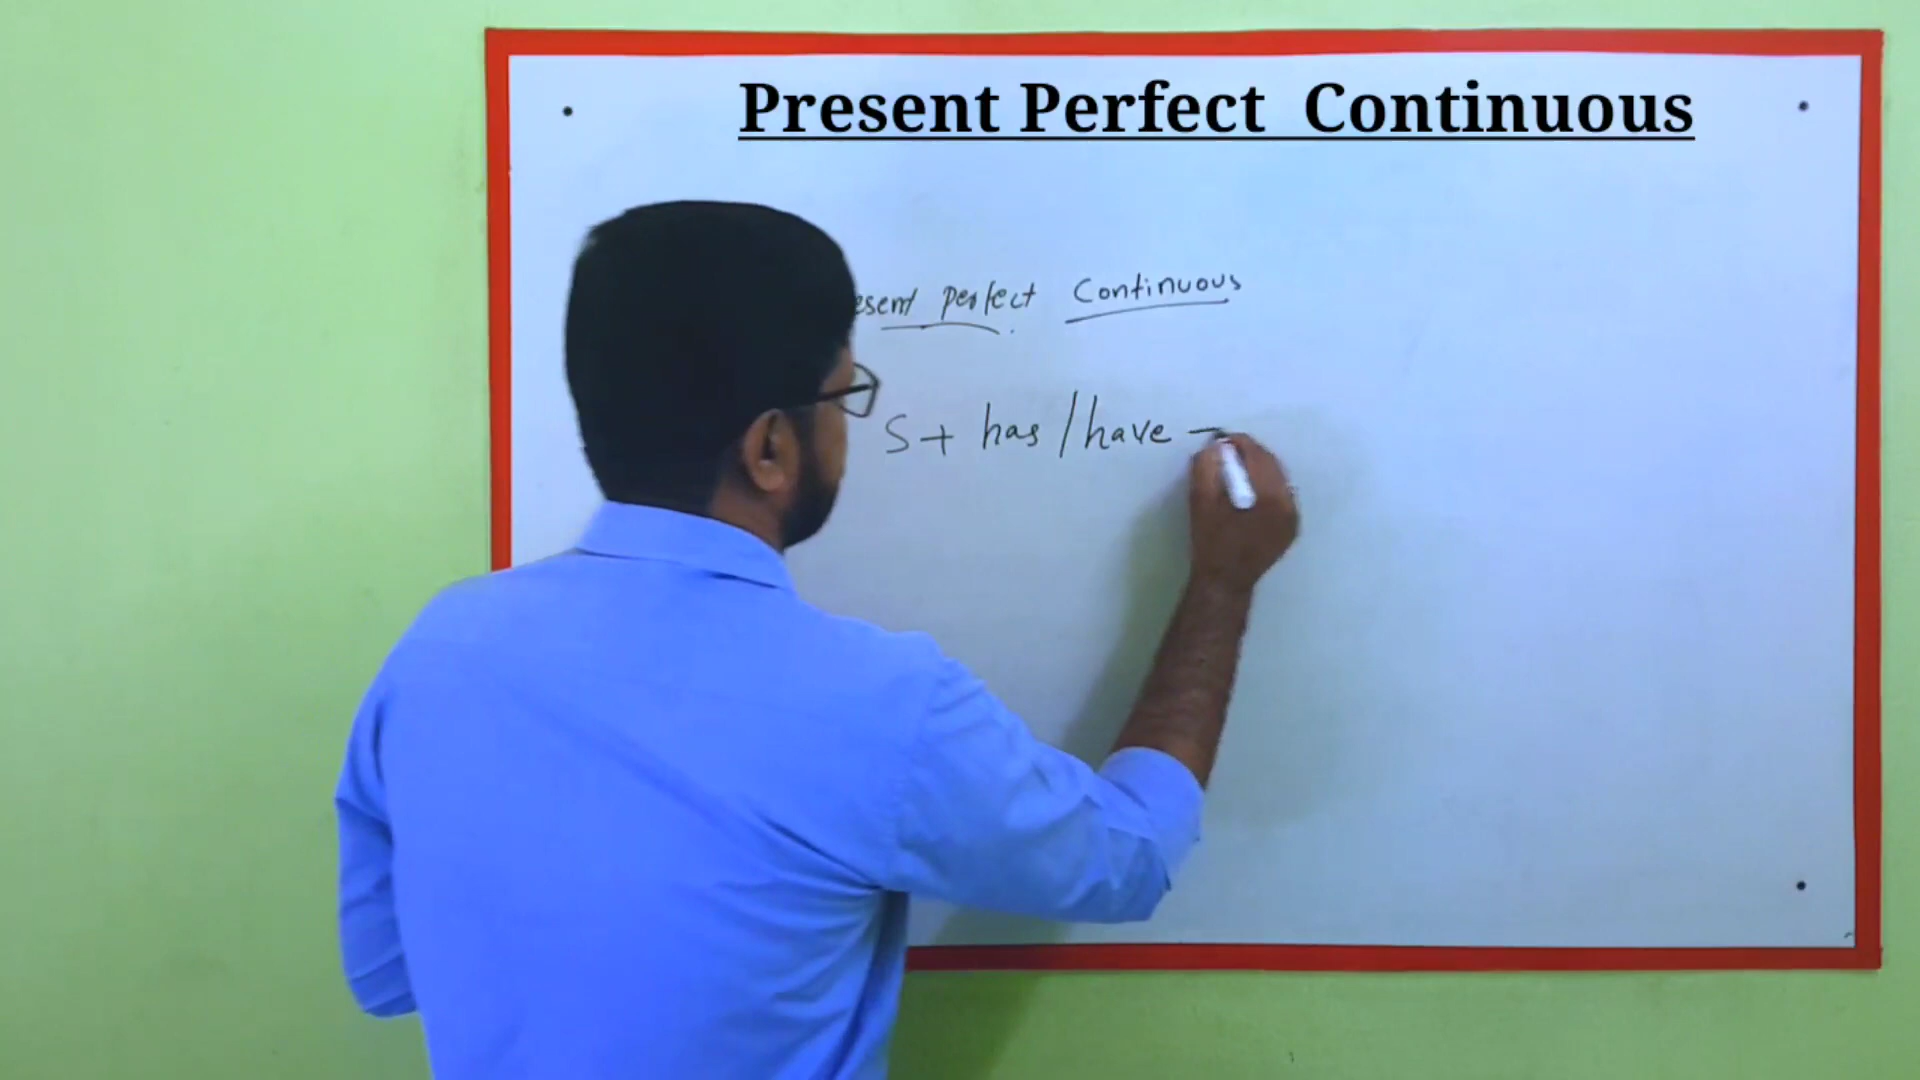 Present Perfect Continuous
esent Perfect Continuous
S + has / have -